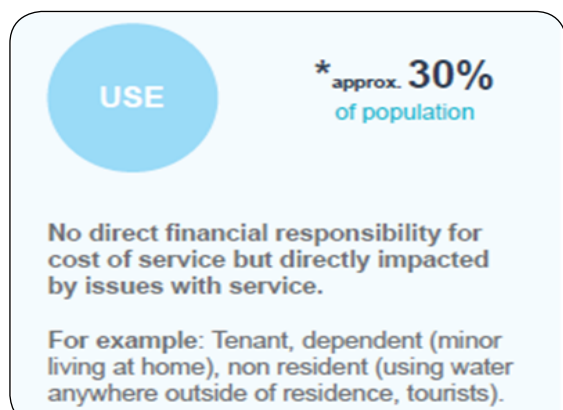 USE
*approx. 30%
of population
No direct financial responsibility for
cost of service but directly impacted
by issues with service.
For example: Tenant, dependent (minor
living at home), non resident (using water
anywhere outside of residence, tourists).